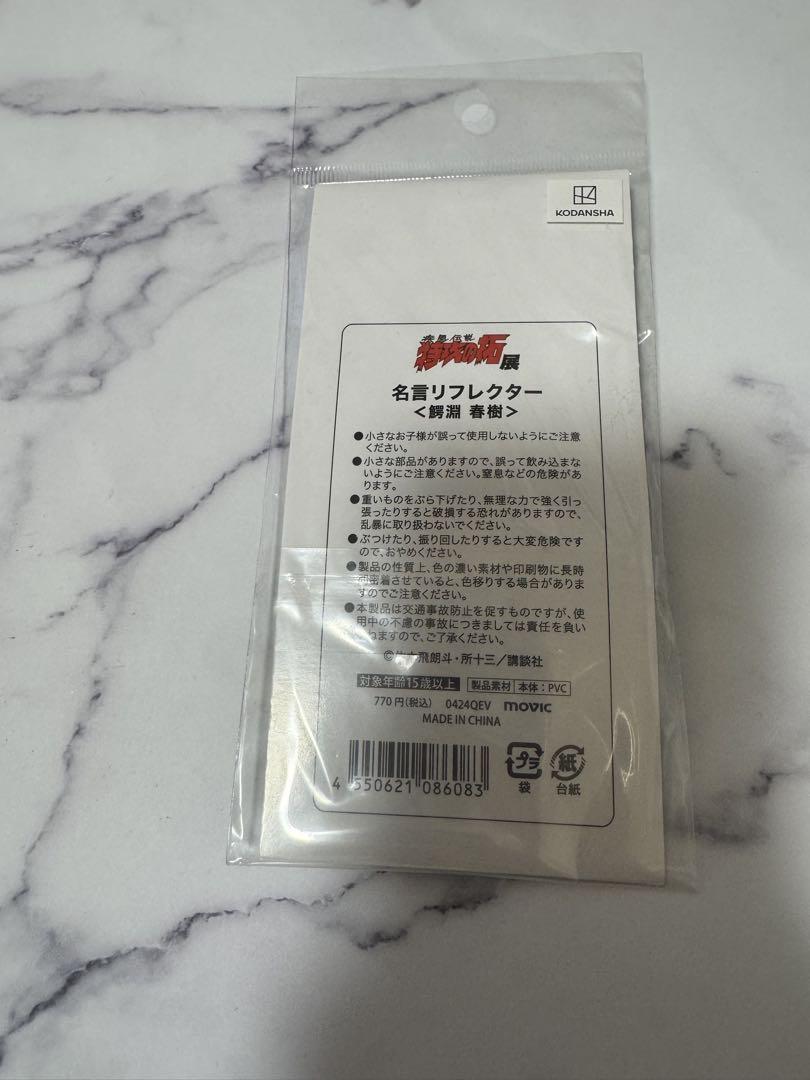 KODANSHA
疾風伝説
特攻の拓展
名言リフレクター
<鰐淵 春樹>
●小さなお子様が誤って使用しないようにご注意
ください。
●小さな部品がありますので、誤って飲み込まな
いようにご注意ください。窒息などの危険があ
ります。
●重いものをぶら下げたり、無理な力で強く引っ
張ったりすると破損する恐れがありますので、
乱暴に取り扱わないでください。
●ぶつけたり、振り回したりすると大変危険です
ので、おやめください。
●製品の性質上、色の濃い素材や印刷物に長時
間密着させていると、色移りする場合がありま
すのでご注意ください。
●本製品は交通事故防止を促すものですが、使
用中の不慮の事故につきましては責任を負い
ねますので、ご了承ください。
©木飛朗斗・所十三/講談社
対象年齢15歳以上 製品素材 本体:PVC
770円(税込) 0424QEV movic
MADE IN CHINA
4 550621 086083
プラ 紙
袋 台紙